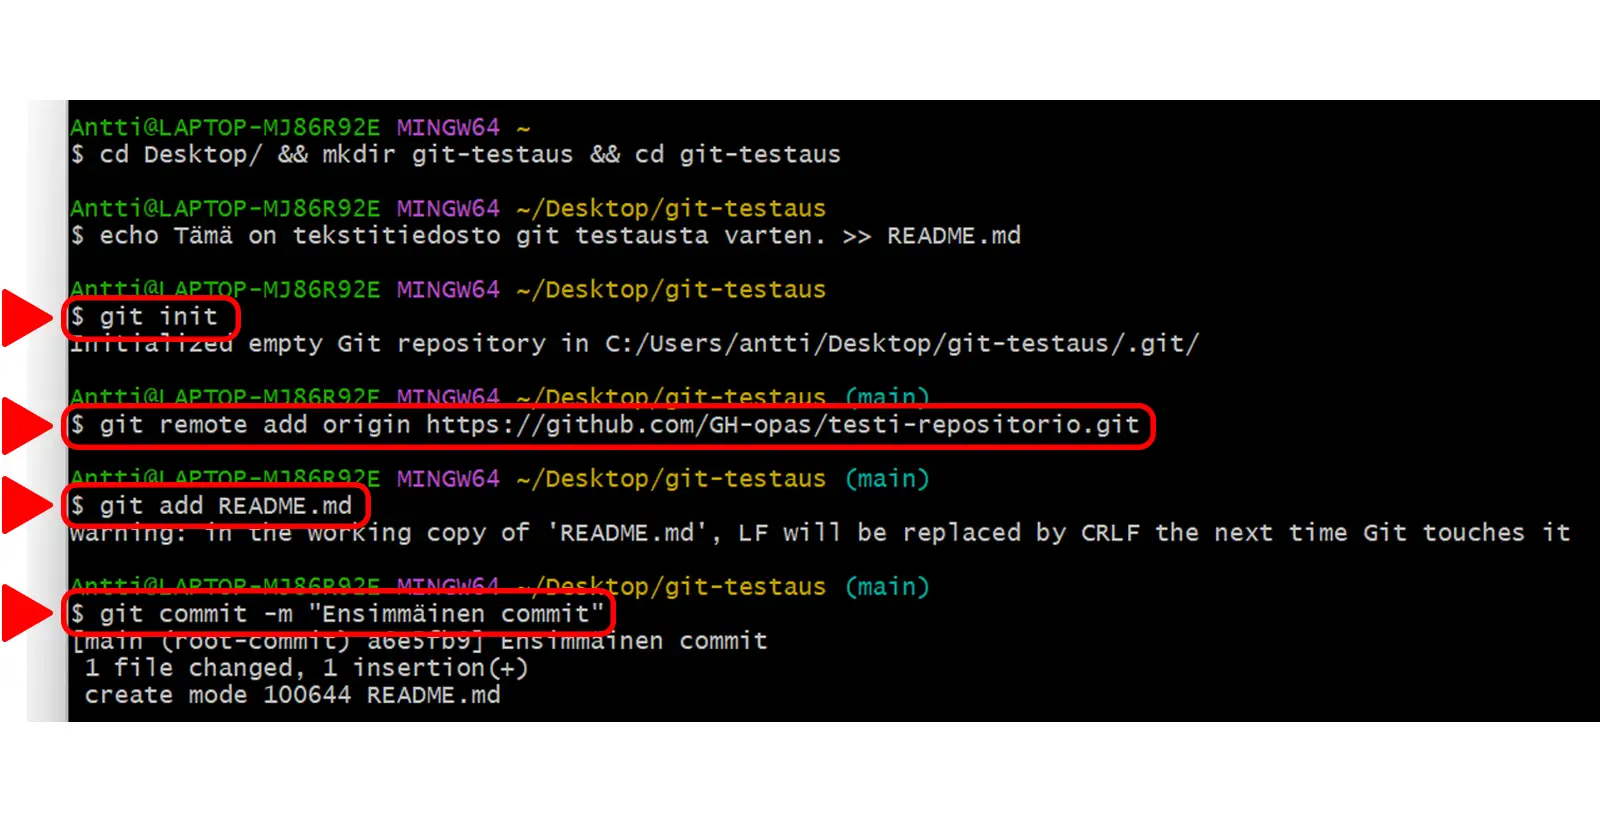 Antti@LAPTOP-MJ86R92E MINGW64 ~
$ cd Desktop/ && mkdir git-testaus && cd git-testaus
Antti@LAPTOP-MJ86R92E MINGW64 ~/Desktop/git-testaus
$ echo Tämä on tekstitiedosto git testausta varten. >> README.md
Antti@LAPTOP-MJ86R92E MINGW64 ~/Desktop/git-testaus
$ git init
Initialized empty Git repository in C:/Users/antti/Desktop/git-testaus/.git/
Antti@LAPTOP-MJ86R92E MINGW64 ~/Desktop/git-testaus (main)
$ git remote add origin https://github.com/GH-opas/testi-repositorio.git
Antti@LAPTOP-MJ86R92E MINGW64 ~/Desktop/git-testaus (main)
$ git add README.md
warning: in the working copy of 'README.md', LF will be replaced by CRLF the next time Git touches it
Antti@LAPTOP-MJ86R92E MINGW64 ~/Desktop/git-testaus (main)
$ git commit -m "Ensimmäinen commit"
[main (root-commit) a6e5fb9] Ensimmäinen commit
1 file changed, 1 insertion(+)
create mode 100644 README.md